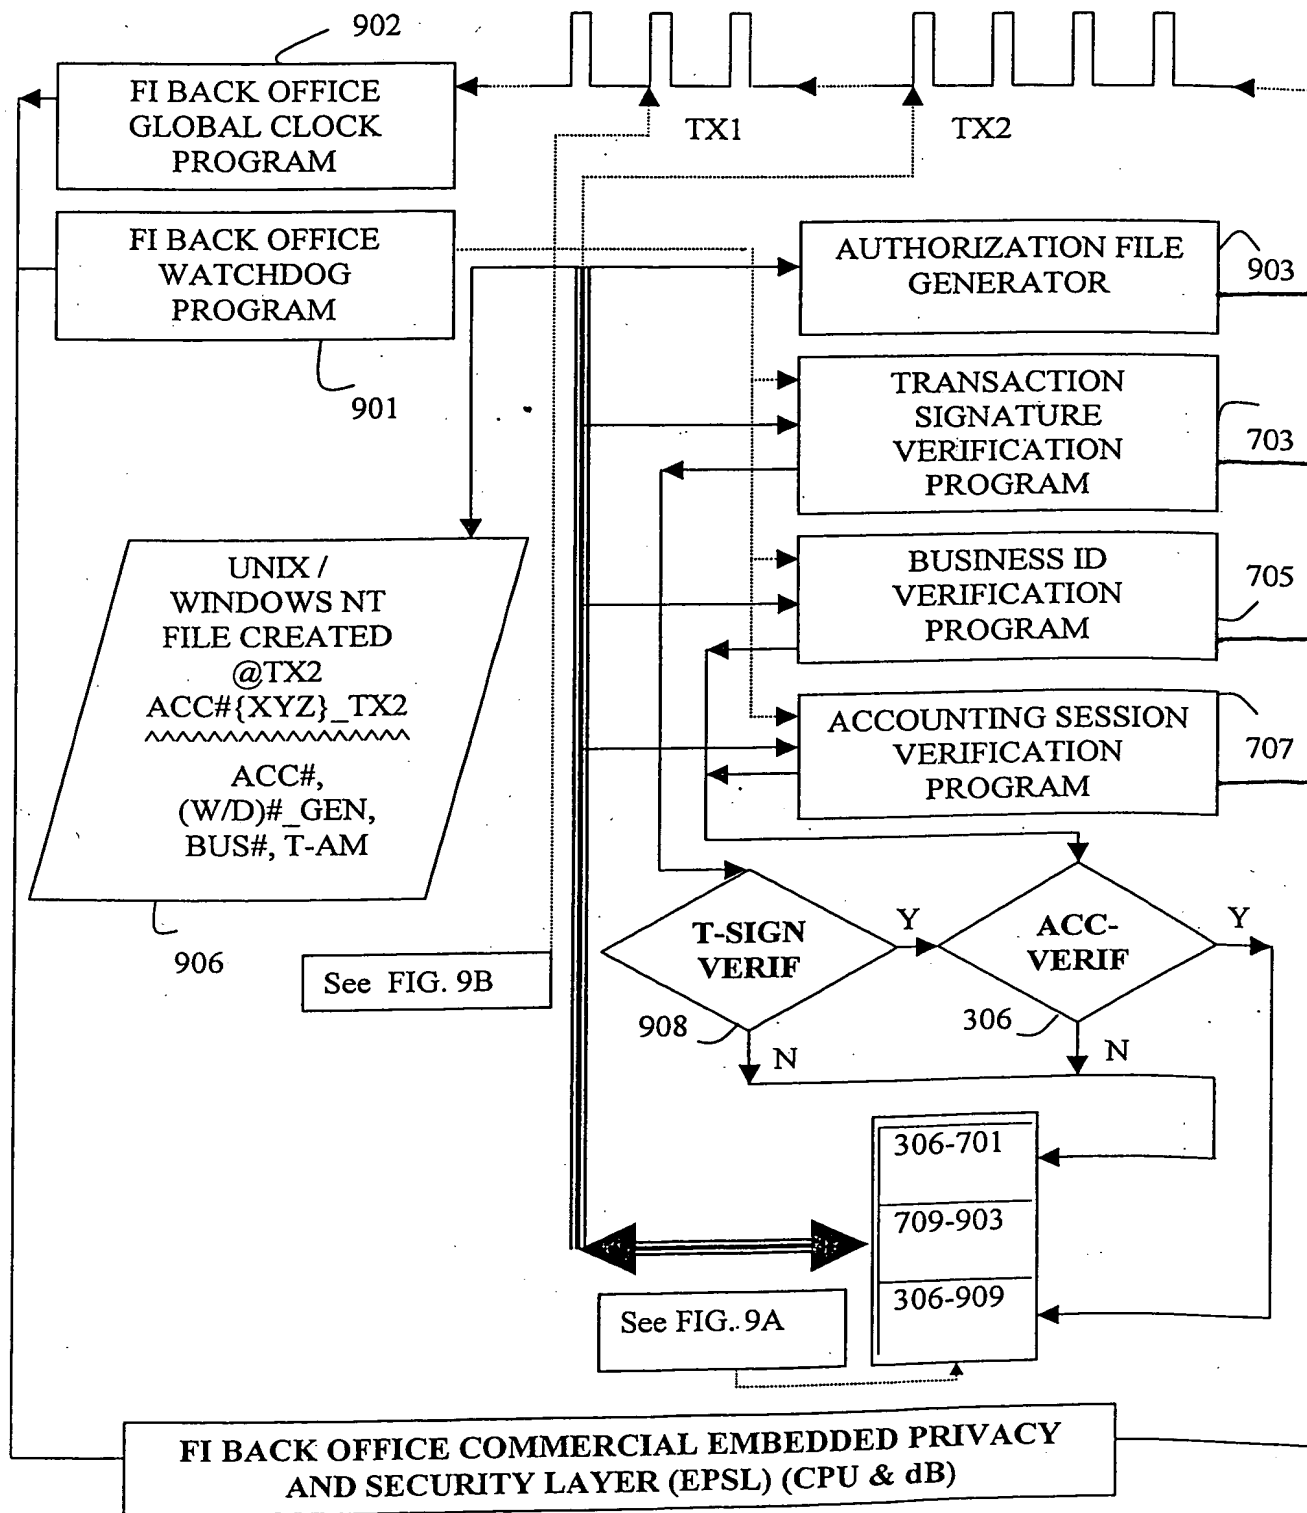 902
FI BACK OFFICE
GLOBAL CLOCK
PROGRAM
TX1
TX2
FI BACK OFFICE
WATCHDOG
PROGRAM
901
AUTHORIZATION FILE
GENERATOR
903
TRANSACTION
SIGNATURE
VERIFICATION
PROGRAM
703
BUSINESS ID
VERIFICATION
PROGRAM
705
ACCOUNTING SESSION
VERIFICATION
PROGRAM
707
UNIX /
WINDOWS NT
FILE CREATED
@TX2
ACC#{XYZ}_TX2
^^^^^^^^^^^^^^^^^
ACC#,
(W/D)#_GEN,
BUS#, T-AM
906
See FIG. 9B
T-SIGN
VERIF
Y
908
N
ACC-
VERIF
Y
306
N
306-701
709-903
306-909
See FIG. 9A
FI BACK OFFICE COMMERCIAL EMBEDDED PRIVACY
AND SECURITY LAYER (EPSL) (CPU & dB)